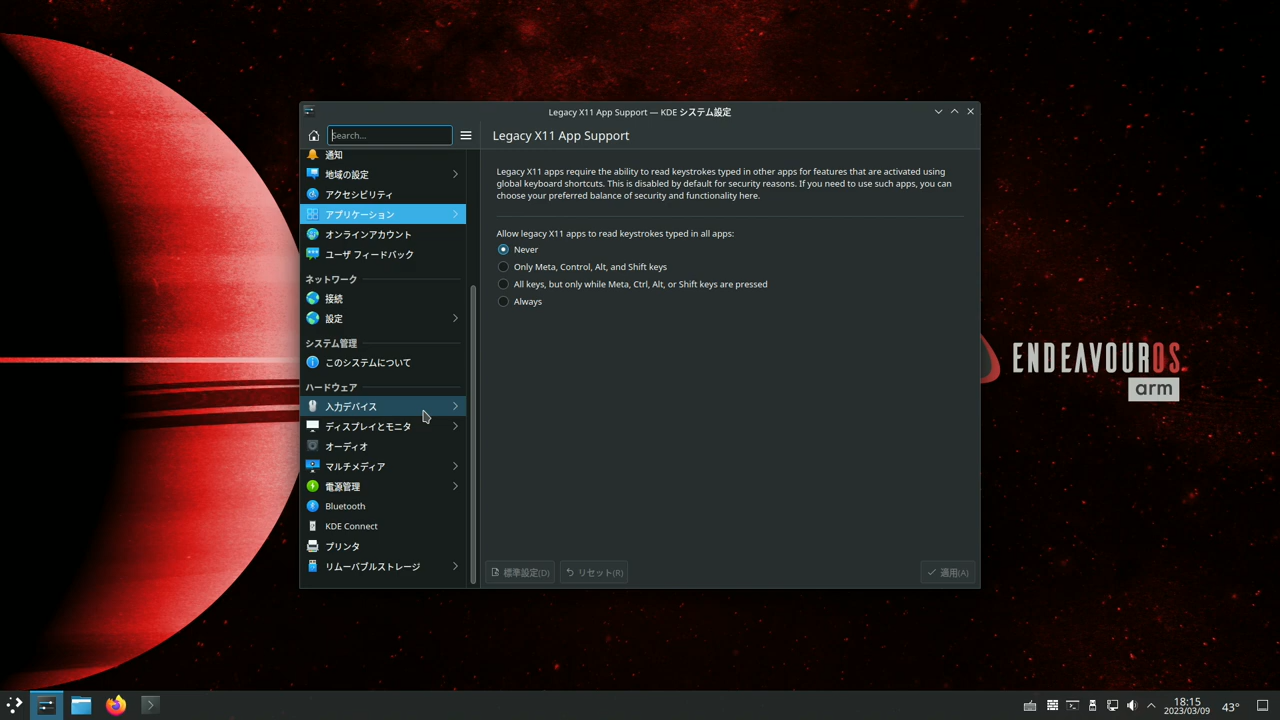 Legacy X11 App Support — KDE システム設定
Search...
Legacy X11 App Support
通知
地域の設定
アクセシビリティ
アプリケーション
オンラインアカウント
ユーザ フィードバック
ネットワーク
接続
設定
システム管理
このシステムについて
ハードウェア
入力デバイス
ディスプレイとモニタ
オーディオ
マルチメディア
電源管理
Bluetooth
KDE Connect
プリンタ
リムーバブルストレージ
Legacy X11 apps require the ability to read keystrokes typed in other apps for features that are activated using
global keyboard shortcuts. This is disabled by default for security reasons. If you need to use such apps, you can
choose your preferred balance of security and functionality here.
Allow legacy X11 apps to read keystrokes typed in all apps:
Never
Only Meta, Control, Alt, and Shift keys
All keys, but only while Meta, Ctrl, Alt, or Shift keys are pressed
Always
標準設定(D)
リセット(R)
適用(A)
ENDEAVOUROS
arm
18:15
2023/03/09
43°